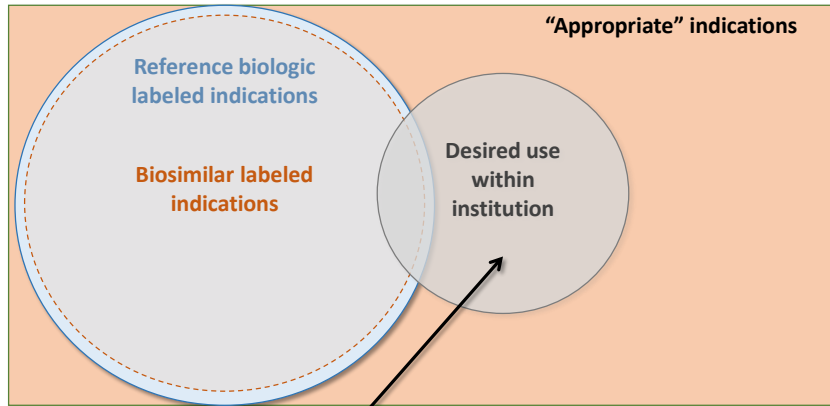 “Appropriate” indications
Reference biologic
labeled indications
Biosimilar labeled
indications
Desired use
within
institution